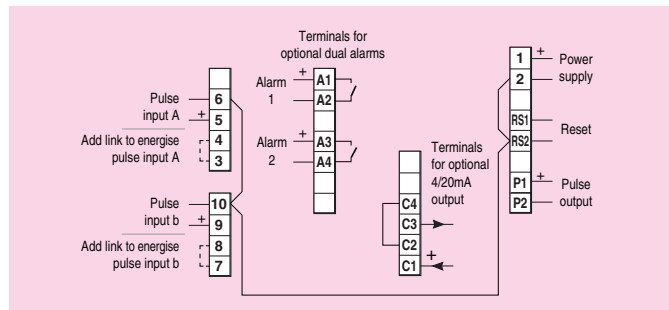 Terminals for
optional dual alarms
Alarm
1
+
A1
A2
Alarm
2
+
A3
A4
Pulse
input A
6
+
5
Add link to energise
pulse input A
4
3
Pulse
input b
10
+
9
Add link to energise
pulse input b
8
7
Terminals
for optional
4/20mA
output
C4
C3
C2
C1
+
1
+
Power
supply
2
RS1
RS2
Reset
P1
+
Pulse
output
P2